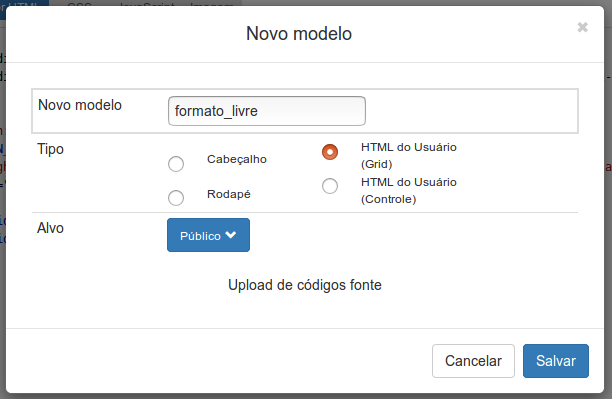 Novo modelo
×
Novo modelo
formato_livre
Tipo
Cabeçalho
HTML do Usuário
(Grid)
Rodapé
HTML do Usuário
(Controle)
Alvo
Público
Upload de códigos fonte
Cancelar
Salvar